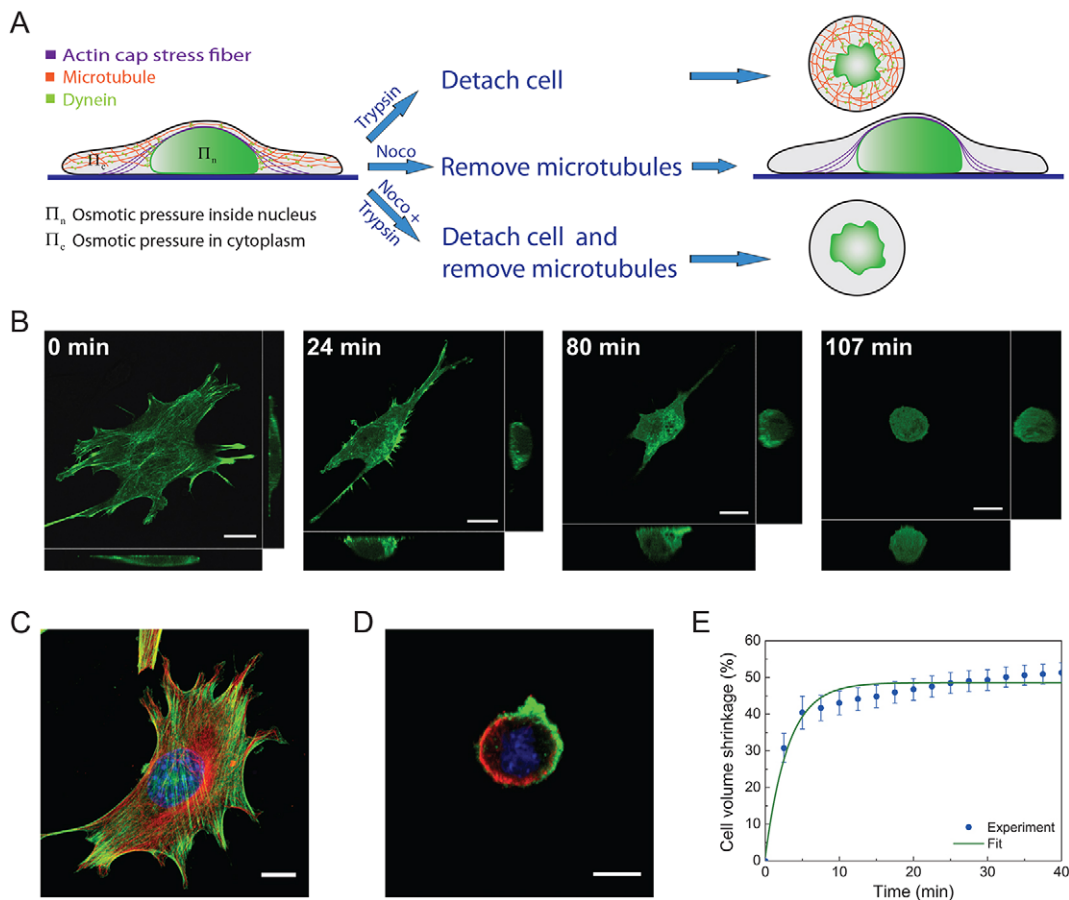 A
Actin cap stress fiber
Microtubule
Dynein
Πc
Πn
Πn Osmotic pressure inside nucleus
Πc Osmotic pressure in cytoplasm
Trypsin
Detach cell
Noco
Remove microtubules
Noco +
Trypsin
Detach cell and
remove microtubules
B
0 min
24 min
80 min
107 min
C
D
E
Cell volume shrinkage (%)
60
50
40
30
20
10
0
0
10
20
30
40
Experiment
Fit
Time (min)